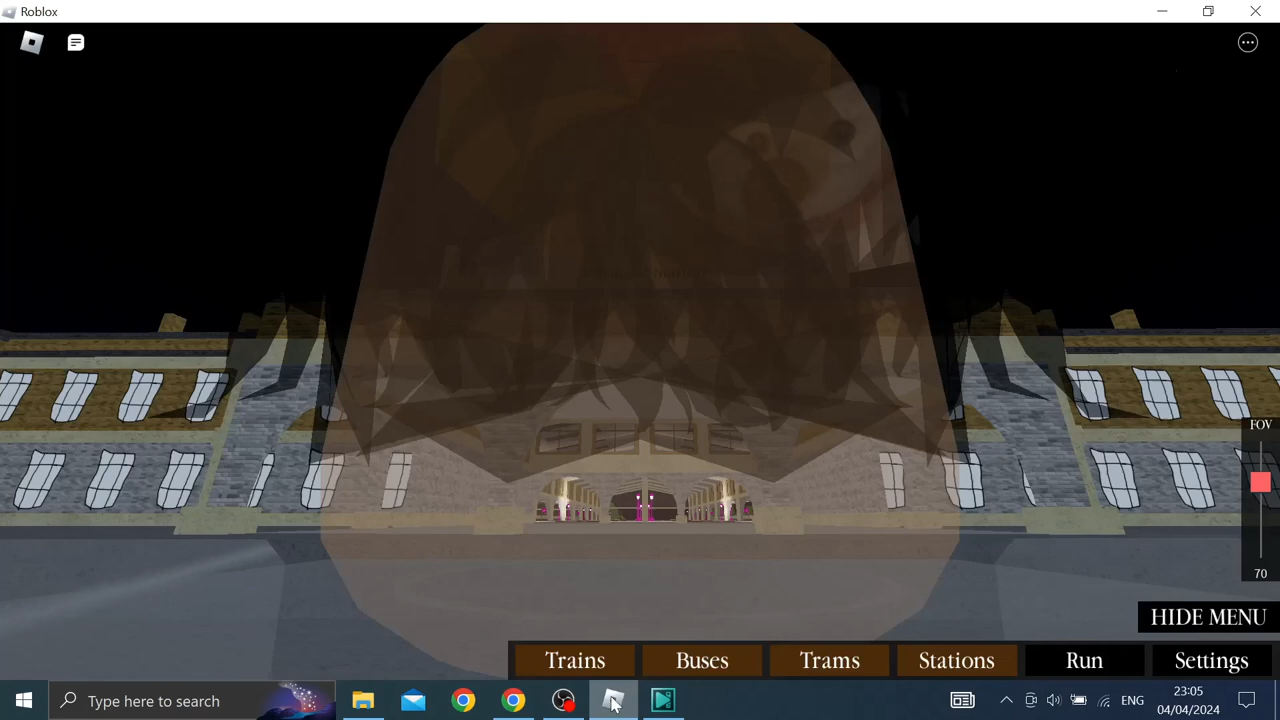 Roblox
FOV
70
HIDE MENU
Trains
Buses
Trams
Stations
Run
Settings
Type here to search
ENG
23:05
04/04/2024